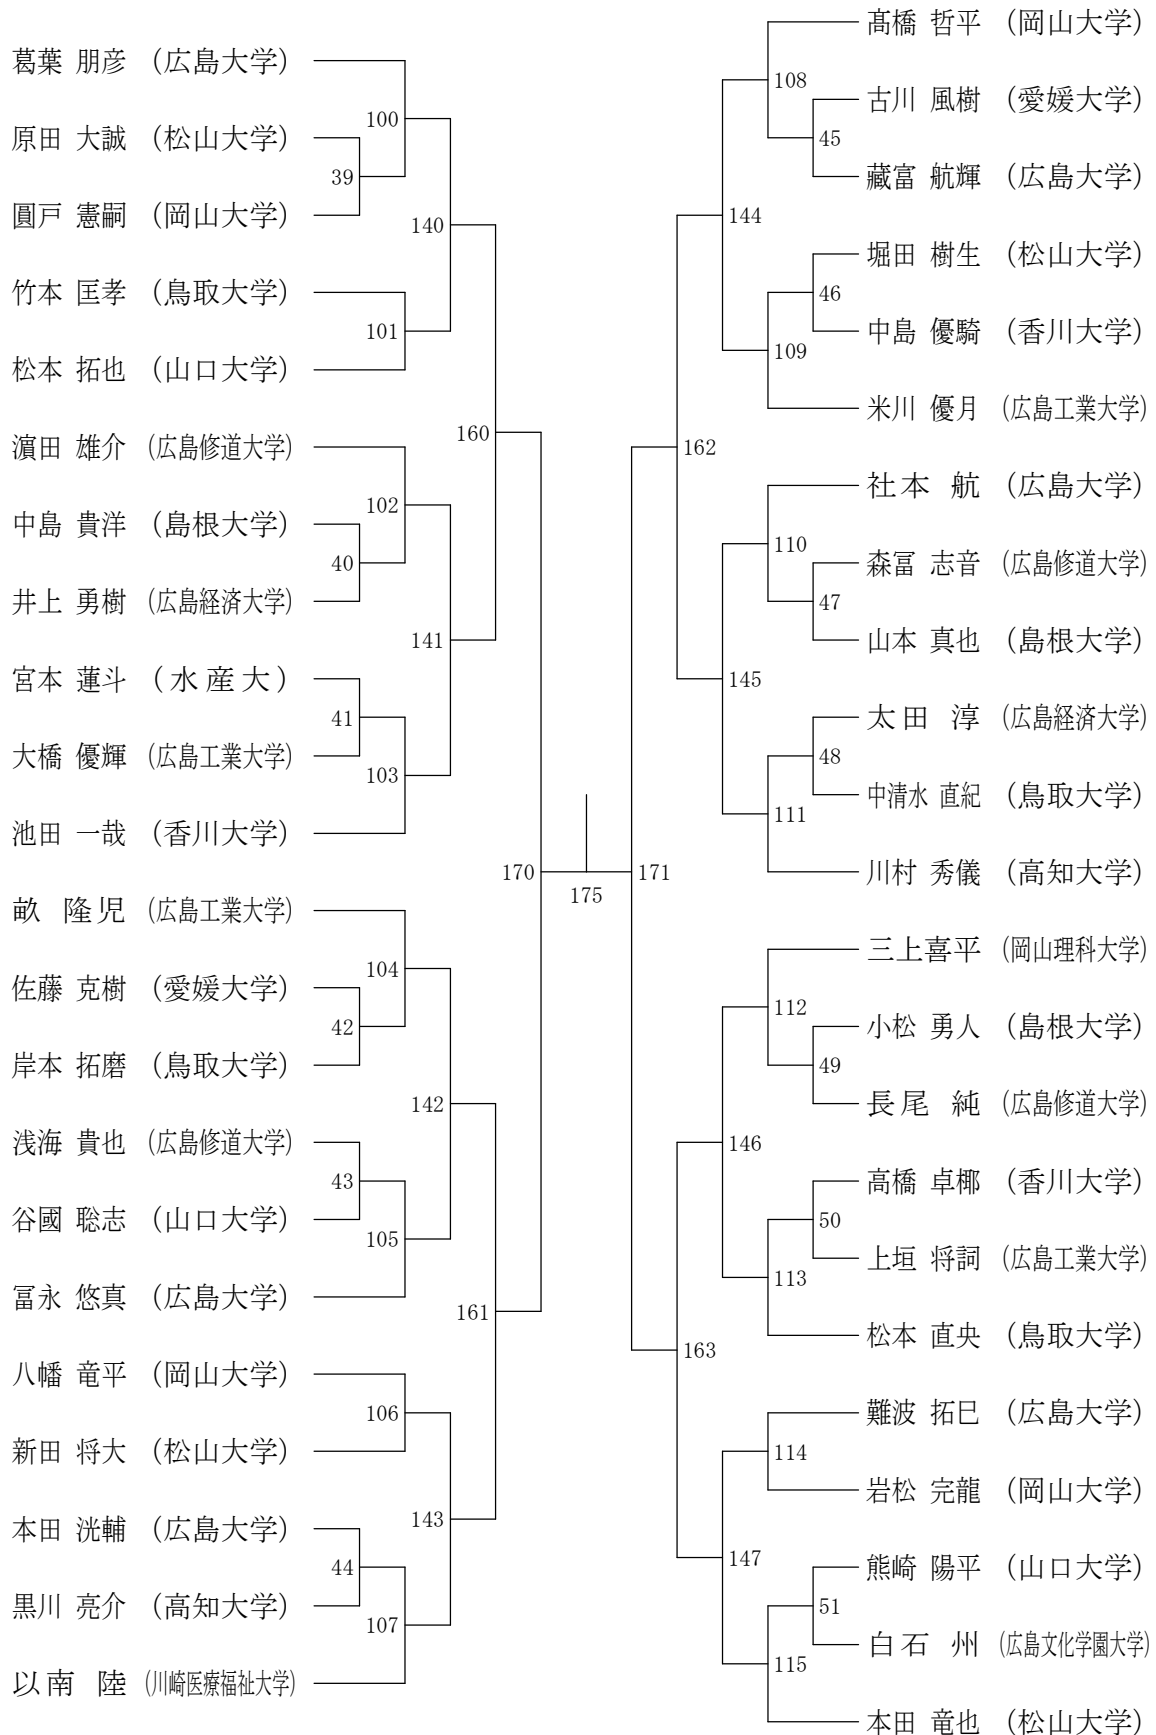 葛葉 朋彦 (広島大学)
原田 大誠 (松山大学)
圓戸 憲嗣 (岡山大学)
竹本 匡孝 (鳥取大学)
松本 拓也 (山口大学)
濵田 雄介 (広島修道大学)
中島 貴洋 (島根大学)
井上 勇樹 (広島経済大学)
宮本 蓮斗 (水産大)
大橋 優輝 (広島工業大学)
池田 一哉 (香川大学)
畝 隆児 (広島工業大学)
佐藤 克樹 (愛媛大学)
岸本 拓磨 (鳥取大学)
浅海 貴也 (広島修道大学)
谷國 聡志 (山口大学)
冨永 悠真 (広島大学)
八幡 竜平 (岡山大学)
新田 将大 (松山大学)
本田 洸輔 (広島大学)
黒川 亮介 (高知大学)
以南 陸 (川崎医療福祉大学)
39
40
41
42
43
44
100
101
102
103
104
105
106
107
140
141
142
143
160
161
170
175
171
162
163
144
145
146
147
108
109
110
111
112
113
114
115
45
46
47
48
49
50
51
髙橋 哲平 (岡山大学)
古川 風樹 (愛媛大学)
藏富 航輝 (広島大学)
堀田 樹生 (松山大学)
中島 優騎 (香川大学)
米川 優月 (広島工業大学)
社本 航 (広島大学)
森冨 志音 (広島修道大学)
山本 真也 (島根大学)
太田 淳 (広島経済大学)
中清水 直紀 (鳥取大学)
川村 秀儀 (高知大学)
三上喜平 (岡山理科大学)
小松 勇人 (島根大学)
長尾 純 (広島修道大学)
高橋 卓椰 (香川大学)
上垣 将詞 (広島工業大学)
松本 直央 (鳥取大学)
難波 拓巳 (広島大学)
岩松 完龍 (岡山大学)
熊崎 陽平 (山口大学)
白石 州 (広島文化学園大学)
本田 竜也 (松山大学)